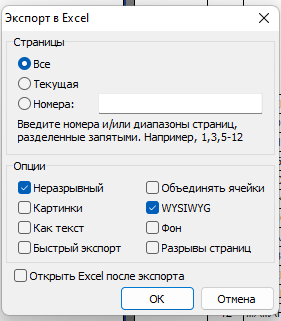 Экспорт в Excel
Страницы
Все
Текущая
Номера:
Введите номера и/или диапазоны страниц,
разделенные запятыми. Например, 1,3,5-12
Опции
Неразрывный
Объединять ячейки
Картинки
WYSIWYG
Как текст
Фон
Быстрый экспорт
Разрывы страниц
Открыть Excel после экспорта
OK
Отмена